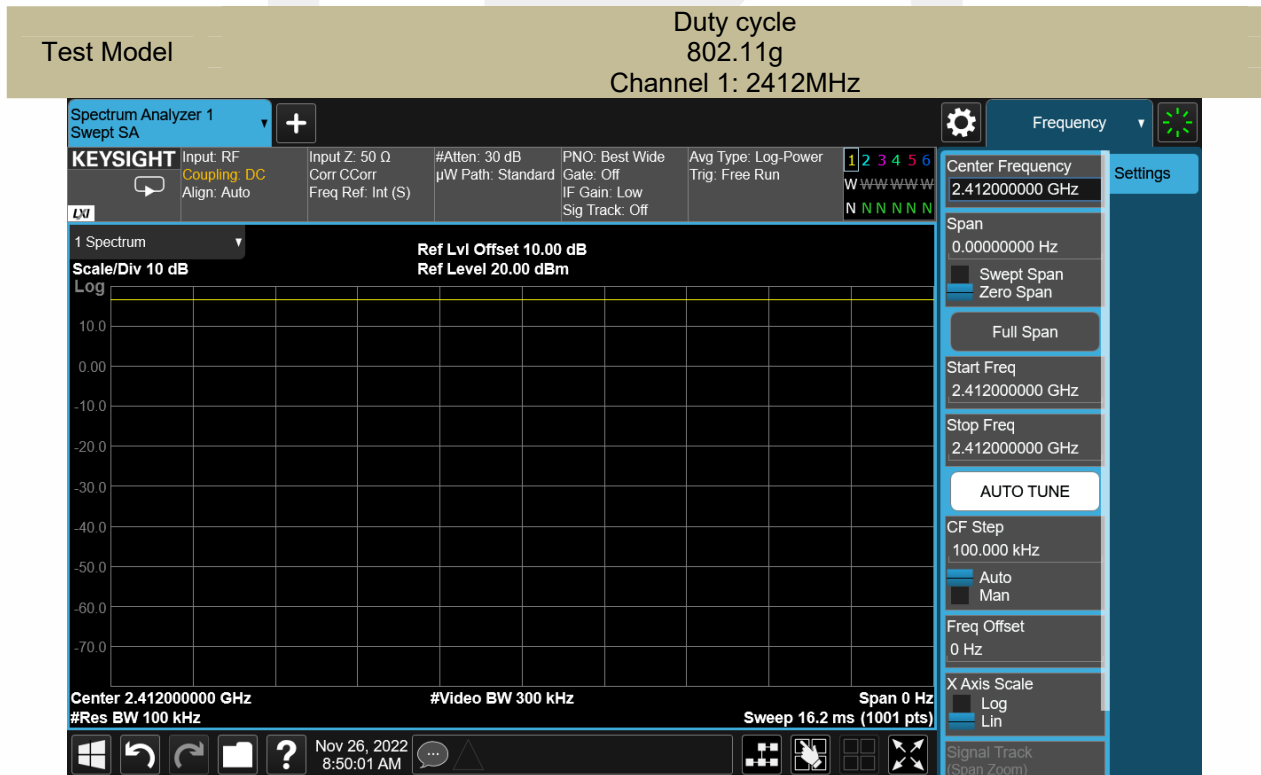 Test Model
Duty cycle
802.11g
Channel 1: 2412MHz
Spectrum Analyzer 1
Swept SA
Frequency
KEYSIGHT
LXI
Input: RF
Coupling: DC
Align: Auto
Input Z: 50 Ω
Corr CCorr
Freq Ref: Int (S)
#Atten: 30 dB
µW Path: Standard
PNO: Best Wide
Gate: Off
IF Gain: Low
Sig Track: Off
Avg Type: Log-Power
Trig: Free Run
1 2 3 4 5 6
W W W W W W
N N N N N N
Center Frequency
2.412000000 GHz
Settings
Span
0.00000000 Hz
Swept Span
Zero Span
Full Span
Start Freq
2.412000000 GHz
Stop Freq
2.412000000 GHz
AUTO TUNE
CF Step
100.000 kHz
Auto
Man
Freq Offset
0 Hz
X Axis Scale
Log
Lin
Signal Track
(Span Zoom)
1 Spectrum
Scale/Div 10 dB
Log
Ref Lvl Offset 10.00 dB
Ref Level 20.00 dBm
10.0
0.00
-10.0
-20.0
-30.0
-40.0
-50.0
-60.0
-70.0
Center 2.412000000 GHz
#Res BW 100 kHz
#Video BW 300 kHz
Span 0 Hz
Sweep 16.2 ms (1001 pts)
?
Nov 26, 2022
8:50:01 AM